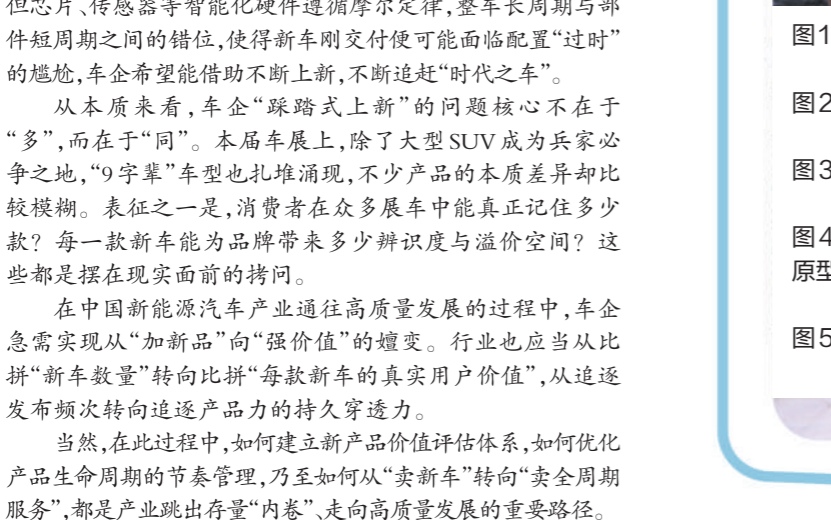 但芯片、传感器等智能化硬件遵循摩尔定律,整车长周期与部
件短周期之间的错位,使得新车刚交付便可能面临配置“过时”
的尴尬,车企希望能借助不断上新,不断追赶“时代之车”。
从本质来看,车企“踩踏式上新”的问题核心不在于
“多”,而在于“同”。本届车展上,除了大型SUV成为兵家必
争之地,“9字辈”车型也扎堆涌现,不少产品的本质差异却比
较模糊。表征之一是,消费者在众多展车中能真正记住多少
款?每一款新车能为品牌带来多少辨识度与溢价空间?这
些都是摆在现实面前的拷问。
在中国新能源汽车产业通往高质量发展的过程中,车企
急需实现从“加新品”向“强价值”的嬗变。行业也应当从比
拼“新车数量”转向比拼“每款新车的真实用户价值”,从追逐
发布频次转向追逐产品力的持久穿透力。
当然,在此过程中,如何建立新产品价值评估体系,如何优化
产品生命周期的节奏管理,乃至如何从“卖新车”转向“卖全周期
服务”,都是产业跳出存量“内卷”、走向高质量发展的重要路径。
图1
图2
图3
图4
原型
图5